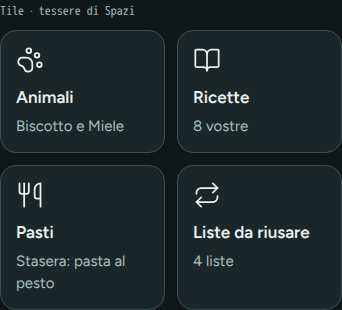 Tile · tessere di Spazi
Animali
Biscotto e Miele
Ricette
8 vostre
Pasti
Stasera: pasta al
pesto
Liste da riusare
4 liste